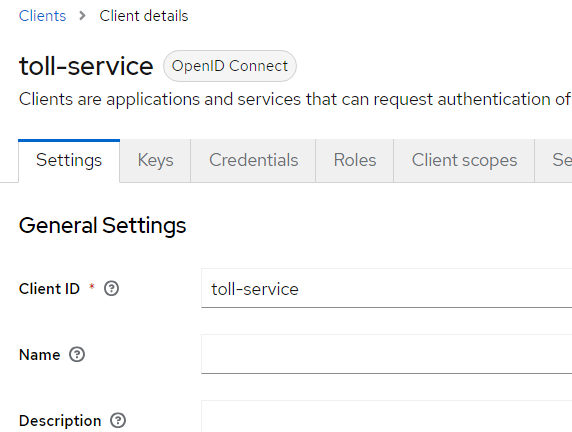 Clients > Client details
toll-service OpenID Connect
Clients are applications and services that can request authentication of
Settings Keys Credentials Roles Client scopes Se
General Settings
Client ID * toll-service
Name
Description